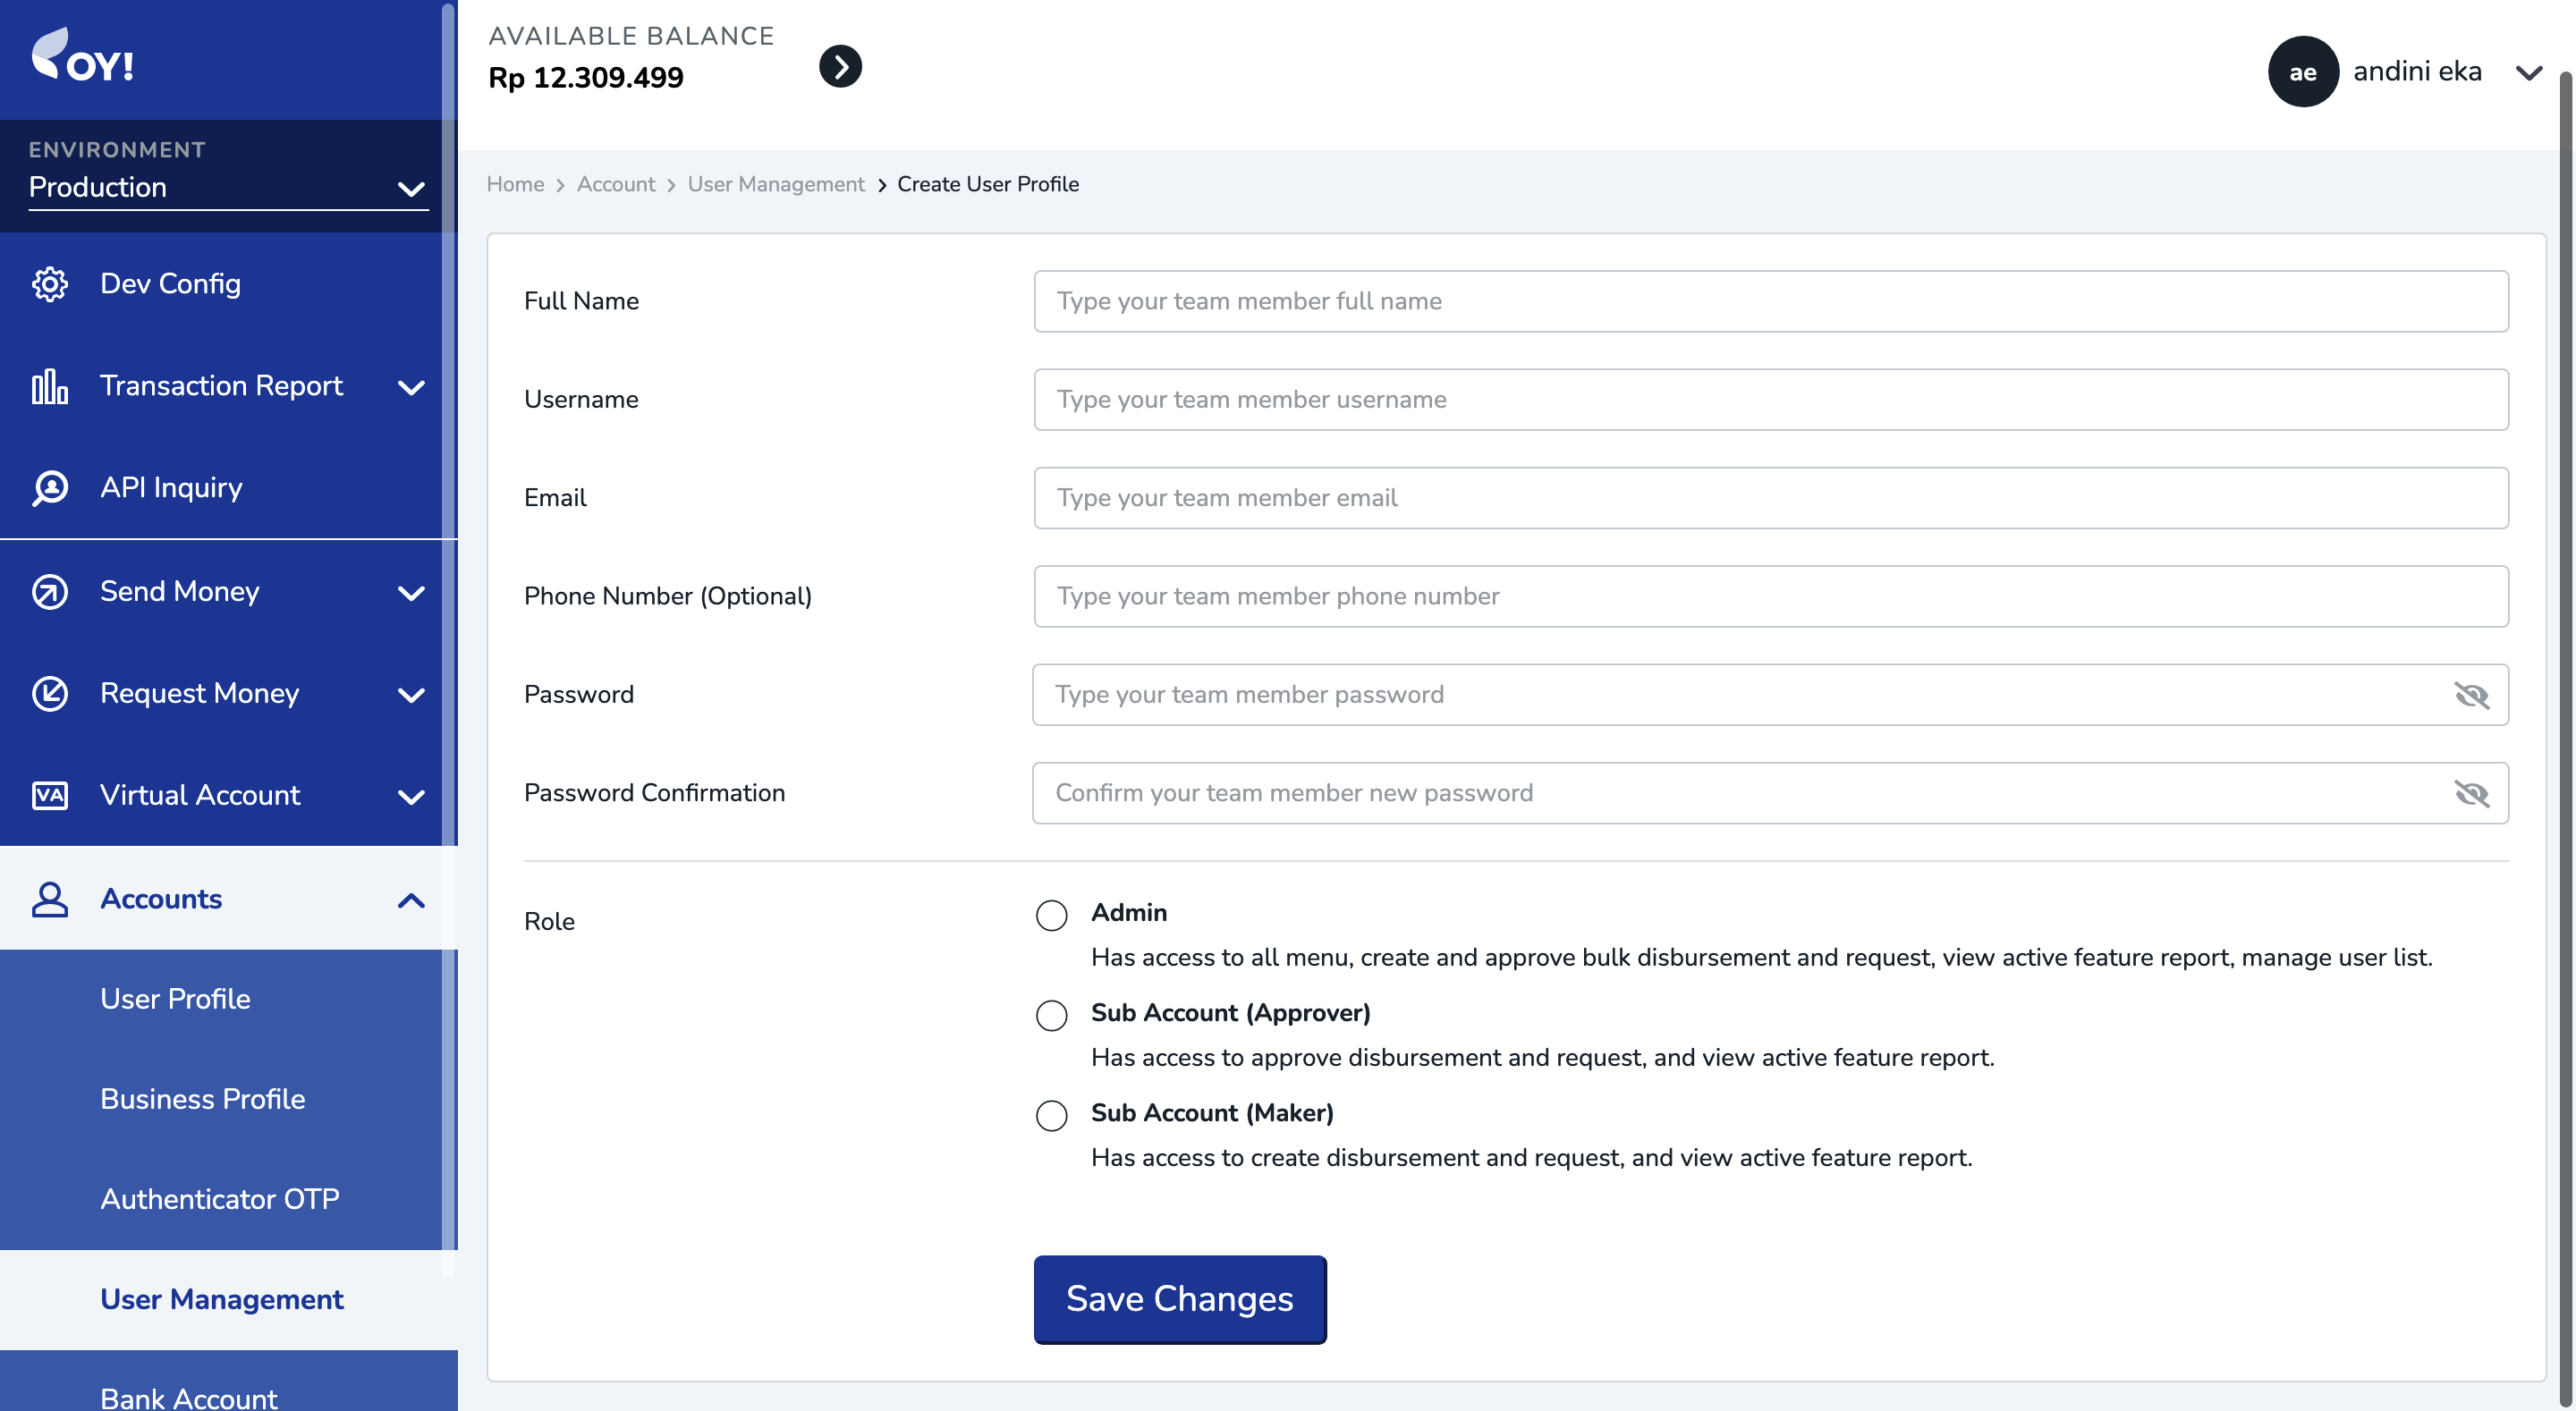 OY!
ENVIRONMENT
Production
Dev Config
Transaction Report
API Inquiry
Send Money
Request Money
VA
Virtual Account
Accounts
User Profile
Business Profile
Authenticator OTP
User Management
Bank Account
AVAILABLE BALANCE
Rp 12.309.499
ae
andini eka
Home > Account > User Management > Create User Profile
Full Name
Type your team member full name
Username
Type your team member username
Email
Type your team member email
Phone Number (Optional)
Type your team member phone number
Password
Type your team member password
Password Confirmation
Confirm your team member new password
Role
Admin
Has access to all menu, create and approve bulk disbursement and request, view active feature report, manage user list.
Sub Account (Approver)
Has access to approve disbursement and request, and view active feature report.
Sub Account (Maker)
Has access to create disbursement and request, and view active feature report.
Save Changes